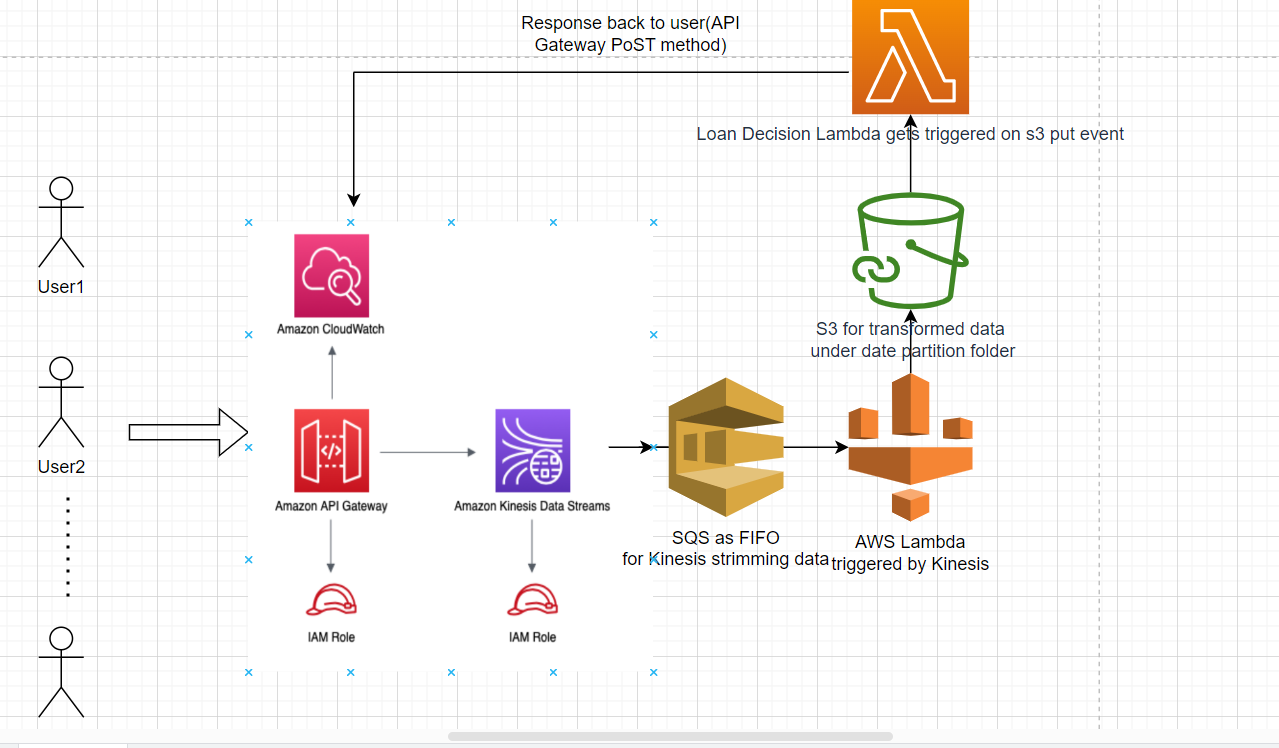 Response back to user(API
Gateway PoST method)
Loan Decision Lambda gets triggered on s3 put event
User1
Amazon CloudWatch
S3 for transformed data
under date partition folder
User2
Amazon API Gateway
Amazon Kinesis Data Streams
SQS as FIFO
for Kinesis strimming data
AWS Lambda
triggered by Kinesis
IAM Role
IAM Role